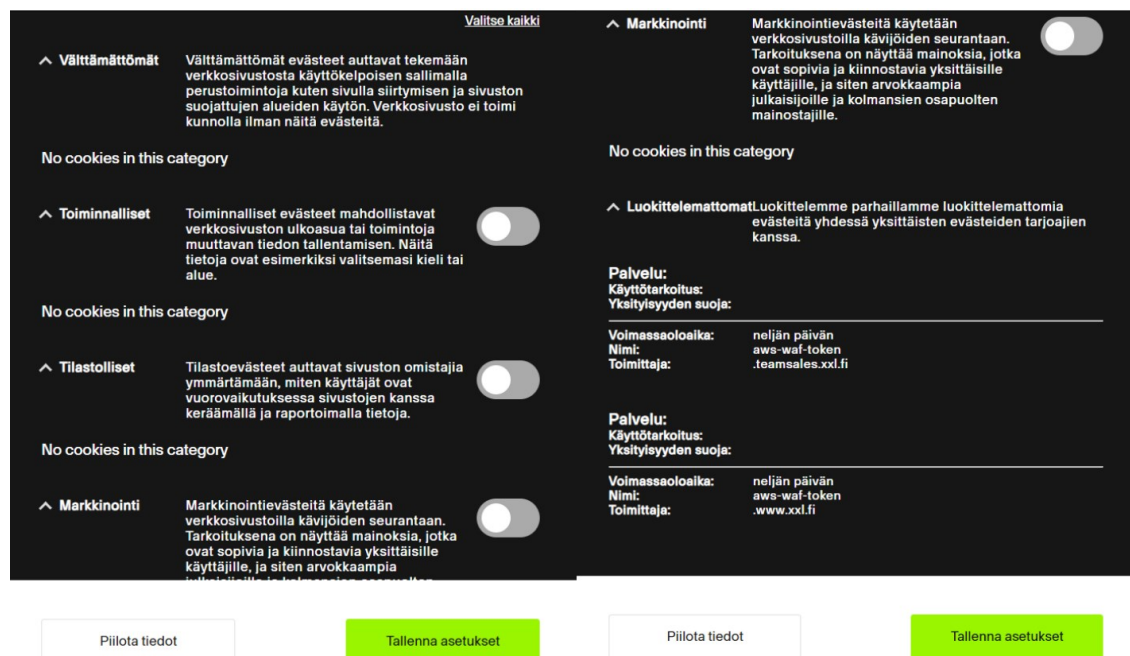 Valitse kaikki
Välttämättömät
Välttämättömät evästeet auttavat tekemään
verkkosivustosta käyttökelpoisen sallimalla
perustoimintoja kuten sivulla siirtymisen ja sivuston
suojattujen alueiden käytön. Verkkosivusto ei toimi
kunnolla ilman näitä evästeitä.
No cookies in this category
Toiminnalliset
Toiminnalliset evästeet mahdollistavat
verkkosivuston ulkoasua tai toimintoja
muuttavan tiedon tallentamisen. Näitä
tietoja ovat esimerkiksi valitsemasi kieli tai
alue.
No cookies in this category
Tilastolliset
Tilastoevästeet auttavat sivuston omistajia
ymmärtämään, miten käyttäjät ovat
vuorovaikutuksessa sivustojen kanssa
keräämällä ja raportoimalla tietoja.
No cookies in this category
Markkinointi
Markkinointievästeitä käytetään
verkkosivustoilla kävijöiden seurantaan.
Tarkoituksena on näyttää mainoksia, jotka
ovat sopivia ja kiinnostavia yksittäisille
käyttäjille, ja siten arvokkaampia
Piilota tiedot
Tallenna asetukset
Markkinointi
Markkinointievästeitä käytetään
verkkosivustoilla kävijöiden seurantaan.
Tarkoituksena on näyttää mainoksia, jotka
ovat sopivia ja kiinnostavia yksittäisille
käyttäjille, ja siten arvokkaampia
julkaisijoille ja kolmansien osapuolten
mainostajille.
No cookies in this category
Luokittelemattomat
Luokittelemme parhaillamme luokittelemattomia
evästeitä yhdessä yksittäisten evästeiden tarjoajien
kanssa.
Palvelu:
Käyttötarkoitus:
Yksityisyyden suoja:
Voimassaoloaika: neljän päivän
Nimi: aws-waf-token
Toimittaja: .teamsales.xxl.fi
Palvelu:
Käyttötarkoitus:
Yksityisyyden suoja:
Voimassaoloaika: neljän päivän
Nimi: aws-waf-token
Toimittaja: .www.xxl.fi
Piilota tiedot
Tallenna asetukset